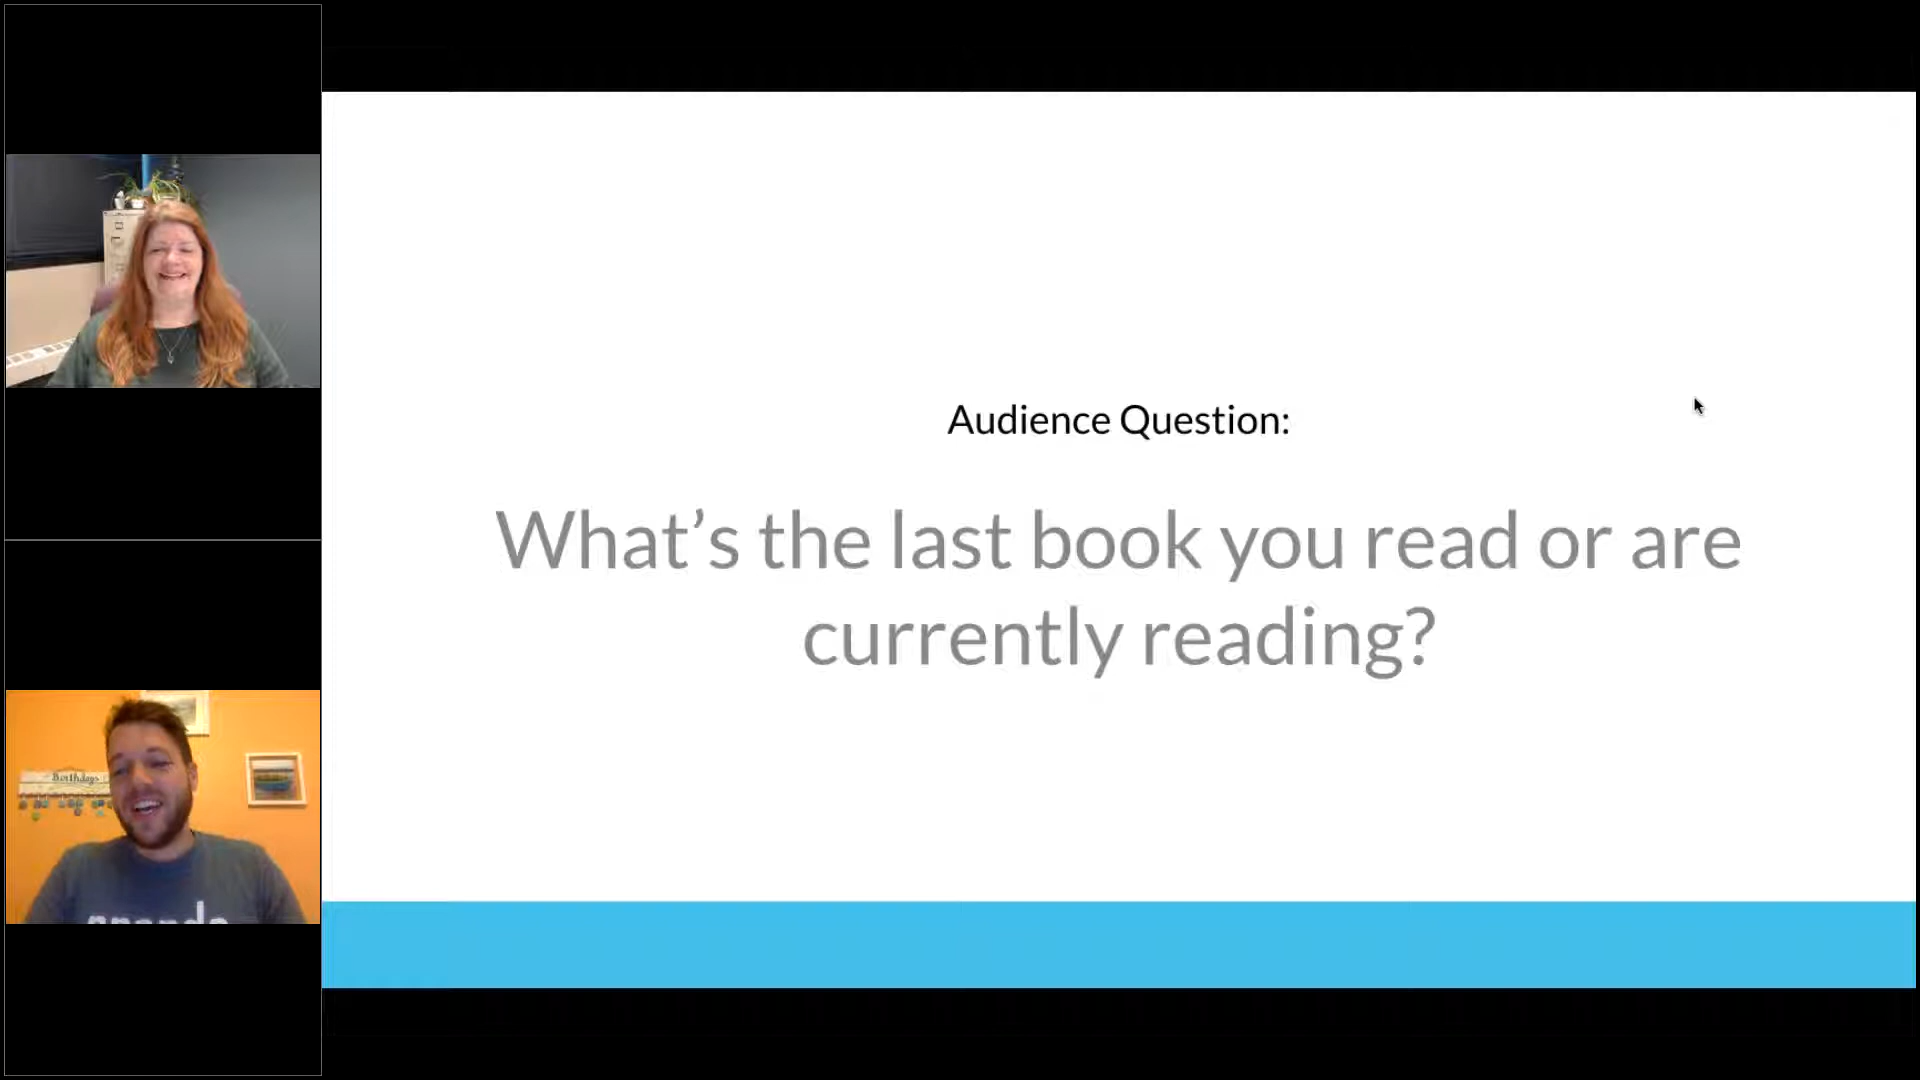 Audience Question:
What's the last book you read or are
currently reading?
Birthdays